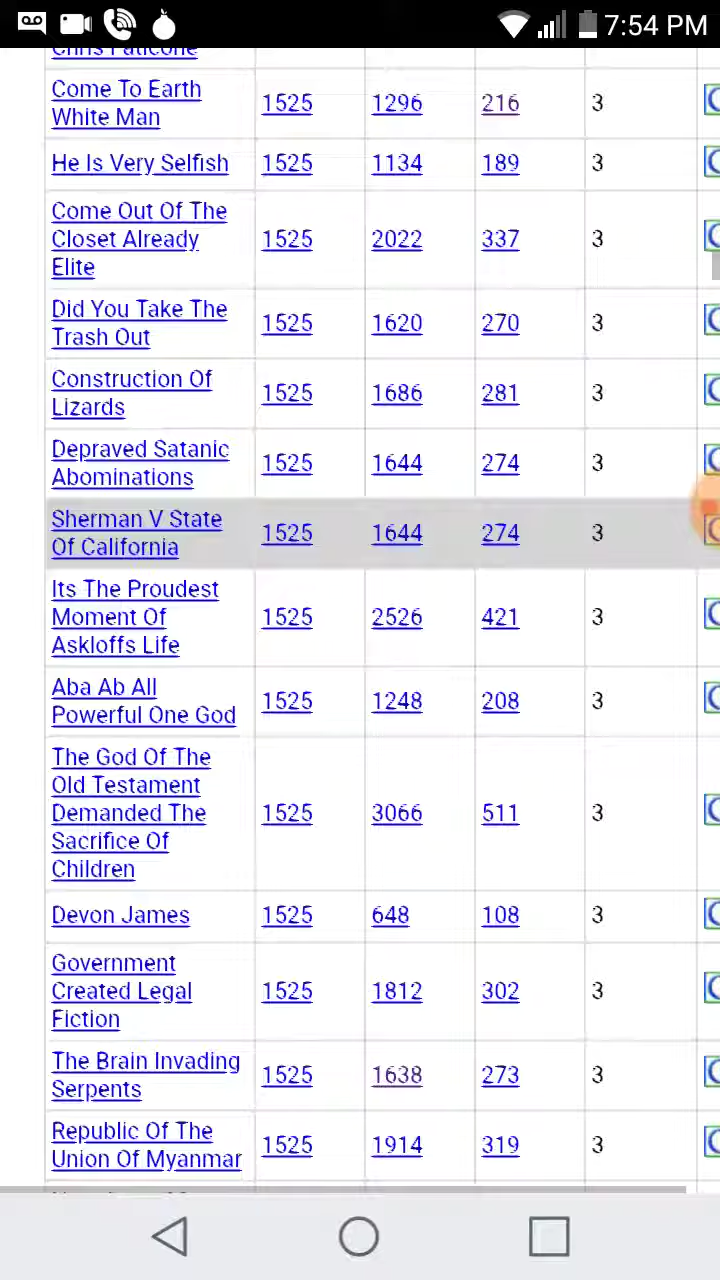 7:54 PM
Chris Paticone
Come To Earth
White Man
1525 1296 216 3
He Is Very Selfish 1525 1134 189 3
Come Out Of The
Closet Already
Elite
1525 2022 337 3
Did You Take The
Trash Out
1525 1620 270 3
Construction Of
Lizards
1525 1686 281 3
Depraved Satanic
Abominations
1525 1644 274 3
Sherman V State
Of California
1525 1644 274 3
Its The Proudest
Moment Of
Askloffs Life
1525 2526 421 3
Aba Ab All
Powerful One God
1525 1248 208 3
The God Of The
Old Testament
Demanded The
Sacrifice Of
Children
1525 3066 511 3
Devon James 1525 648 108 3
Government
Created Legal
Fiction
1525 1812 302 3
The Brain Invading
Serpents
1525 1638 273 3
Republic Of The
Union Of Myanmar
1525 1914 319 3